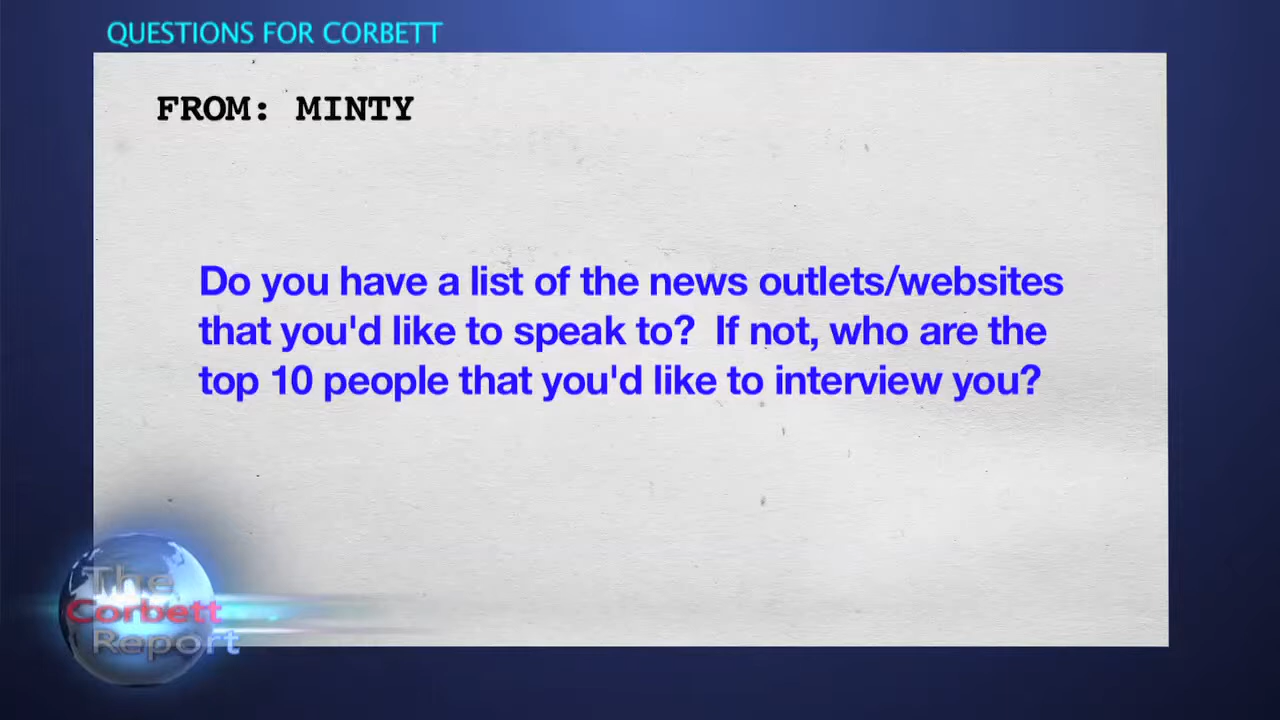 QUESTIONS FOR CORBETT
FROM: MINTY
Do you have a list of the news outlets/websites
that you'd like to speak to?  If not, who are the
top 10 people that you'd like to interview you?
The
Corbett
Report